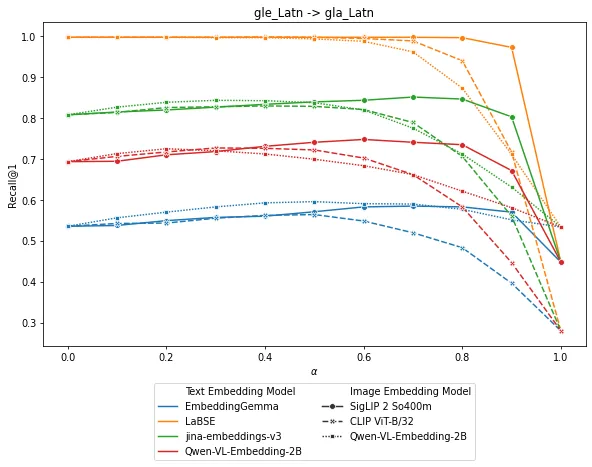 gle_Latn -> gla_Latn
Recall@1
1.0
0.9
0.8
0.7
0.6
0.5
0.4
0.3
0.0 0.2 0.4 0.6 0.8 1.0
α
Text Embedding Model
EmbeddingGemma
LaBSE
jina-embeddings-v3
Qwen-VL-Embedding-2B
Image Embedding Model
SigLIP 2 So400m
CLIP ViT-B/32
Qwen-VL-Embedding-2B